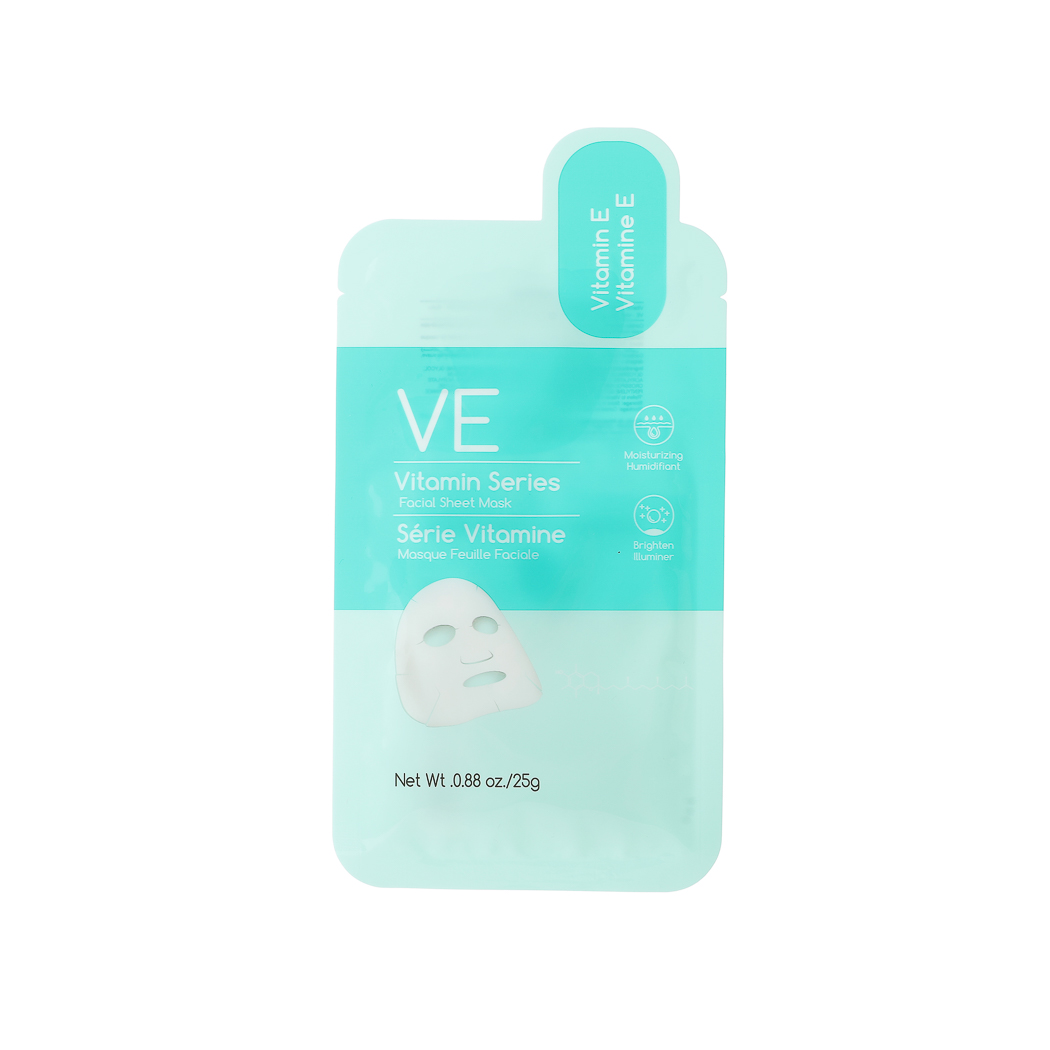 Vitamin E
Vitamine E
VE
Vitamin Series
Facial Sheet Mask
Série Vitamine
Masque Feuille Faciale
Moisturizing
Humidifiant
Brighten
Illuminer
Net Wt .0.88 oz./25g